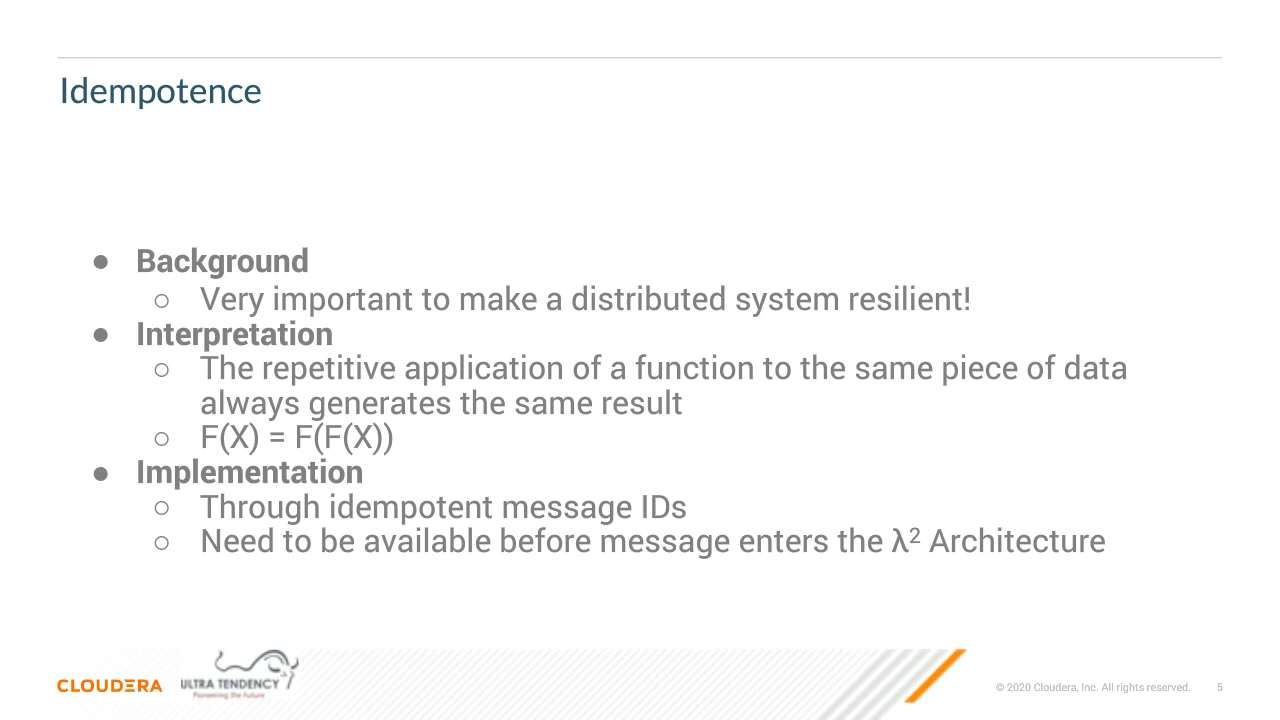 Idempotence
● Background
○ Very important to make a distributed system resilient!
● Interpretation
○ The repetitive application of a function to the same piece of data
always generates the same result
○ F(X) = F(F(X))
● Implementation
○ Through idempotent message IDs
○ Need to be available before message enters the λ² Architecture
CLOUDERA
ULTRA TENDENCY
Pioneering the Future
© 2020 Cloudera, Inc. All rights reserved. 5